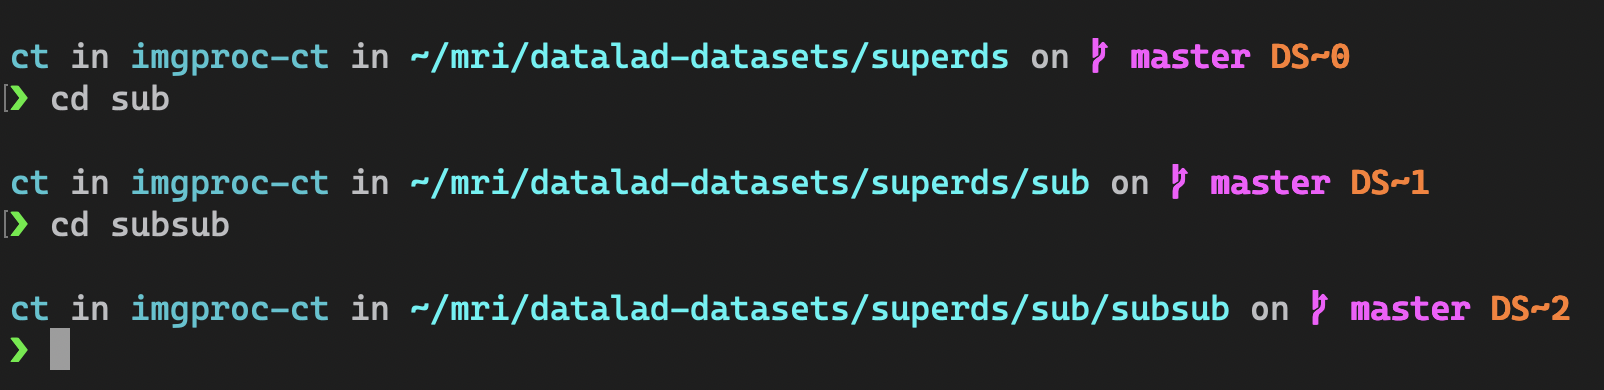 ct in imgproc-ct in ~/mri/datalad-datasets/superds on master DS~0
❯ cd sub
ct in imgproc-ct in ~/mri/datalad-datasets/superds/sub on master DS~1
❯ cd subsub
ct in imgproc-ct in ~/mri/datalad-datasets/superds/sub/subsub on master DS~2
❯